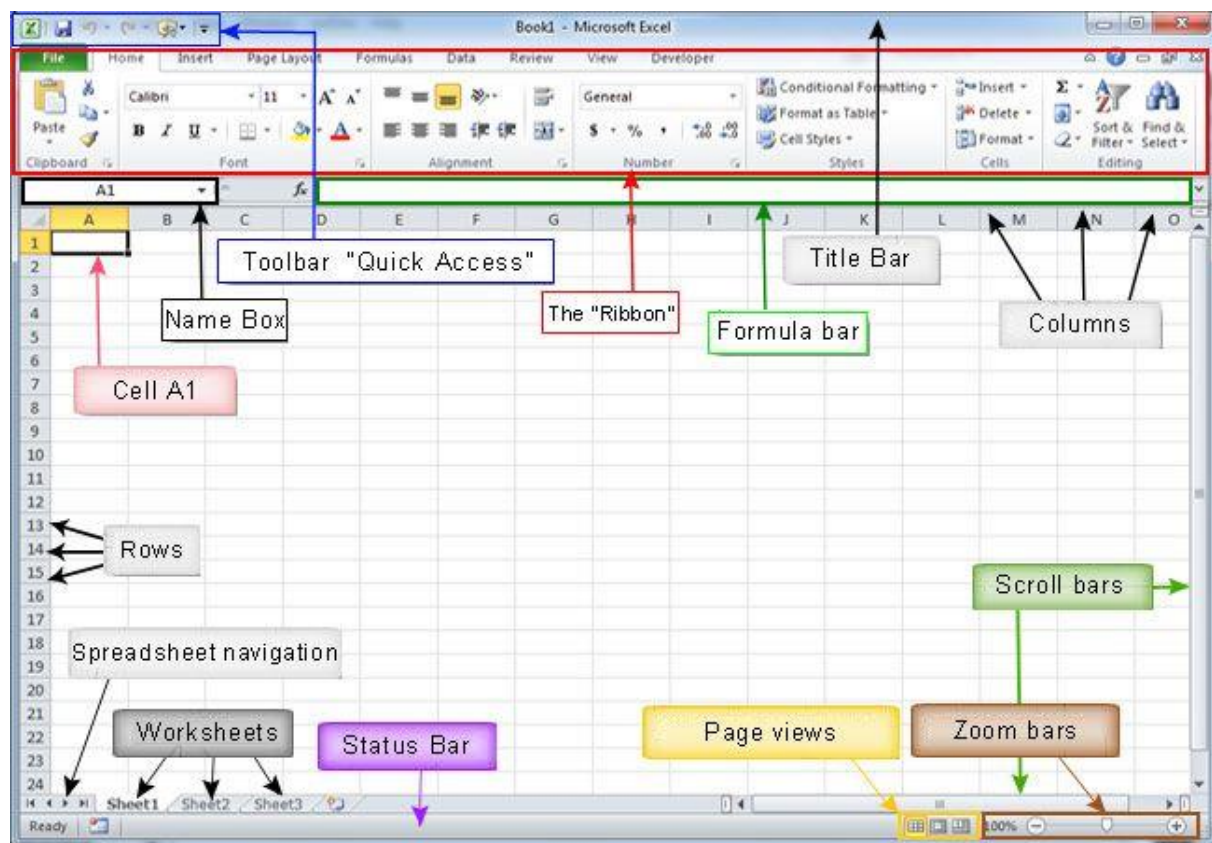 Book1 - Microsoft Excel
File Home Insert Page Layout Formulas Data Review View Developer
Calibri 11 A A General Conditional Formatting Insert Σ
Paste Format as Table Delete Sort & Find &
B I U A $ % , .0 .00 Cell Styles Format Filter Select
Clipboard Font Alignment Number Styles Cells Editing
A1 fx
A B C D E F G H I J K L M N O
1
2 Toolbar "Quick Access" Title Bar
3
4 Name Box The "Ribbon" Formula bar Columns
5
6
7 Cell A1
8
9
10
11
12
13
14 Rows
15
16 Scroll bars
17
18 Spreadsheet navigation
19
20
21
22 Worksheets Status Bar Page views Zoom bars
23
24
Sheet1 Sheet2 Sheet3
Ready 100%